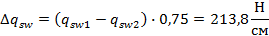 Δq_sw = (q_sw1 − q_sw2) · 0,75 = 213,8 Н/см